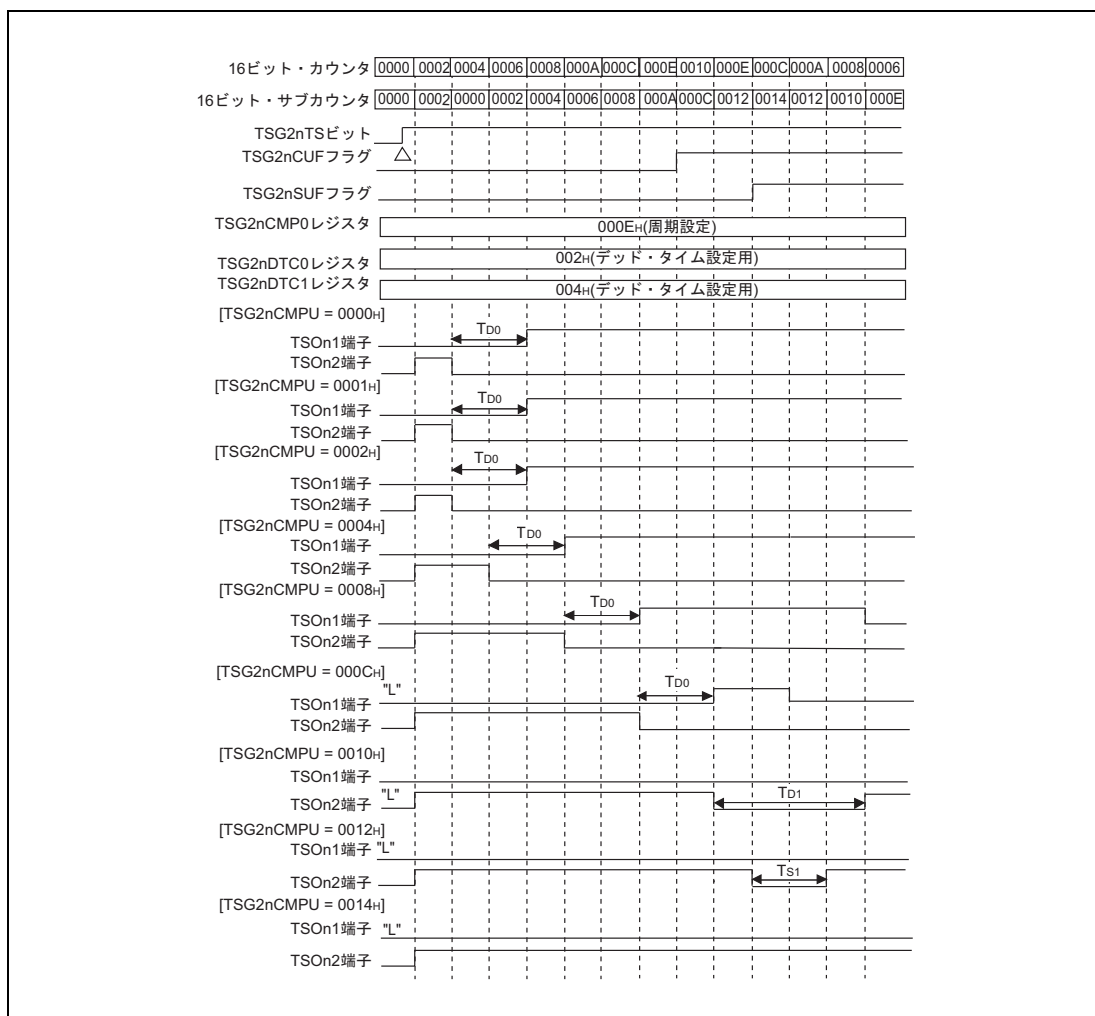 16ビット・カウンタ 0000 0002 0004 0006 0008 000A 000C 000E 0010 000E 000C 000A 0008 0006
16ビット・サブカウンタ 0000 0002 0000 0002 0004 0006 0008 000A 000C 0012 0014 0012 0010 000E
TSG2nTSビット
TSG2nCUFフラグ
TSG2nSUFフラグ
TSG2nCMP0レジスタ 000EH(周期設定)
TSG2nDTC0レジスタ 002H(デッド・タイム設定用)
TSG2nDTC1レジスタ 004H(デッド・タイム設定用)
[TSG2nCMPU = 0000H]
TD0
TSOn1端子
TSOn2端子
[TSG2nCMPU = 0001H]
TD0
TSOn1端子
TSOn2端子
[TSG2nCMPU = 0002H]
TD0
TSOn1端子
TSOn2端子
[TSG2nCMPU = 0004H]
TD0
TSOn1端子
TSOn2端子
[TSG2nCMPU = 0008H]
TD0
TSOn1端子
TSOn2端子
[TSG2nCMPU = 000CH]
"L" TD0
TSOn1端子
TSOn2端子
[TSG2nCMPU = 0010H]
TSOn1端子
TSOn2端子 "L" TD1
[TSG2nCMPU = 0012H]
TSOn1端子 "L"
TSOn2端子 TS1
[TSG2nCMPU = 0014H]
TSOn1端子 "L"
TSOn2端子